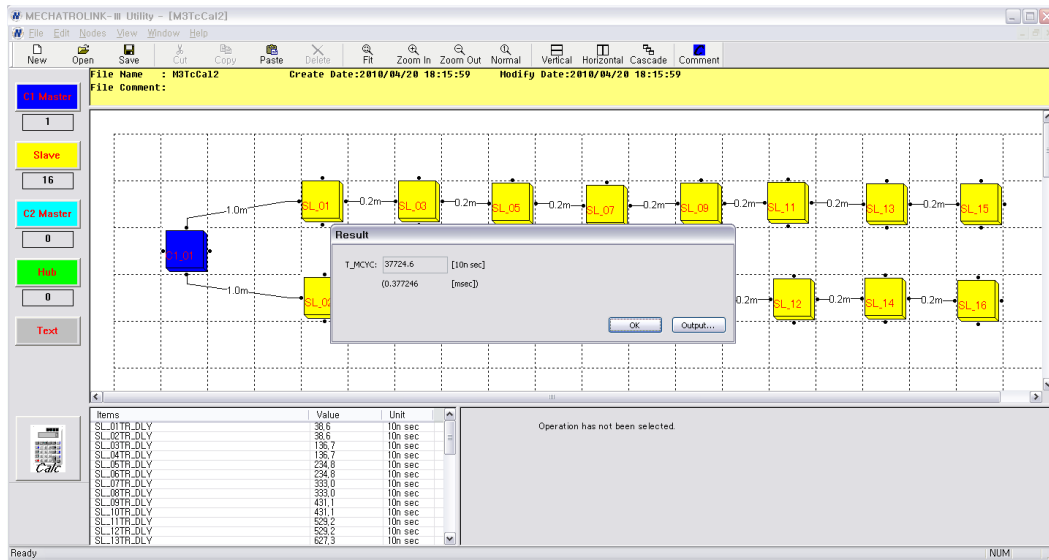 MECHATROLINK-III Utility - [M3TcCal2]
File Edit Nodes View Window Help
New Open Save Cut Copy Paste Delete Fit Zoom In Zoom Out Normal Vertical Horizontal Cascade Comment
File Name : M3TcCal2 Create Date:2010/04/20 18:15:59 Modify Date:2010/04/20 18:15:59
File Comment:
C1 Master
1
Slave
16
C2 Master
0
Hub
0
Text
SL_01 0.2m SL_03 0.2m SL_05 0.2m SL_07 0.2m SL_09 0.2m SL_11 0.2m SL_13 0.2m SL_15
1.0m
C1_01
1.0m
SL_02 0.2m SL_12 0.2m SL_14 0.2m SL_16
Result
T_MCYC: 37724.6 [10n sec]
(0.377246 [msec])
OK Output...
Calc
Items Value Unit
SL_01TR_DLY 38,6 10n sec
SL_02TR_DLY 38,6 10n sec
SL_03TR_DLY 136,7 10n sec
SL_04TR_DLY 136,7 10n sec
SL_05TR_DLY 234,8 10n sec
SL_06TR_DLY 234,8 10n sec
SL_07TR_DLY 333,0 10n sec
SL_08TR_DLY 333,0 10n sec
SL_09TR_DLY 431,1 10n sec
SL_10TR_DLY 431,1 10n sec
SL_11TR_DLY 529,2 10n sec
SL_12TR_DLY 529,2 10n sec
SL_13TR_DLY 627,3 10n sec
Operation has not been selected.
Ready NUM